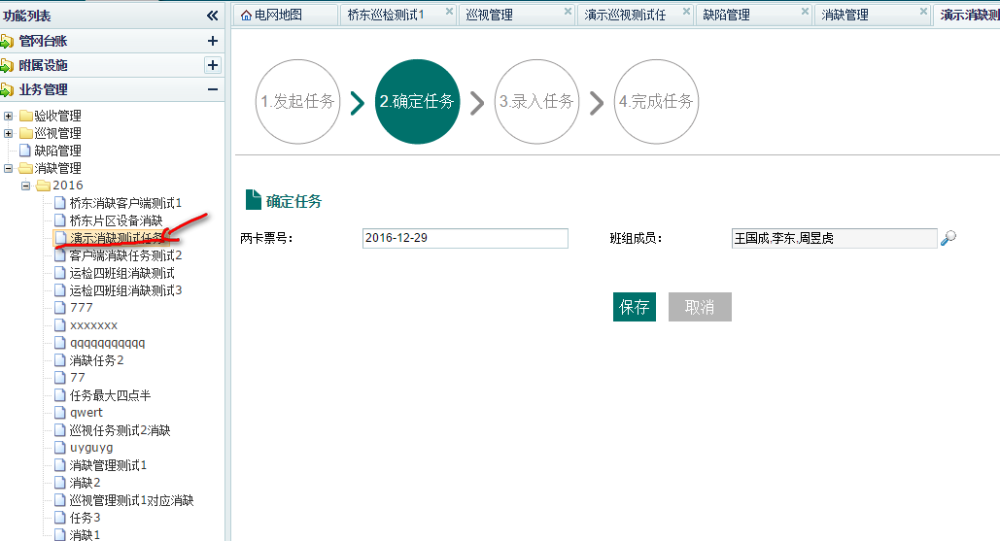 功能列表
管网台账
附属设施
业务管理
验收管理
巡视管理
缺陷管理
消缺管理
2016
桥东消缺客户端测试1
桥东片区设备消缺
演示消缺测试任务
客户端消缺任务测试2
运检四班组消缺测试
运检四班组消缺测试3
777
xxxxxxx
qqqqqqqqqqq
消缺任务2
77
任务最大四点半
qwert
巡视任务测试2消缺
uyguyg
消缺管理测试1
消缺2
巡视管理测试1对应消缺
任务3
消缺1
电网地图 桥东巡检测试1 巡视管理 演示巡视测试任 缺陷管理 消缺管理 演示消缺测
1.发起任务 2.确定任务 3.录入任务 4.完成任务
确定任务
两卡票号： 2016-12-29 班组成员： 王国成,李东,周昱虎
保存 取消